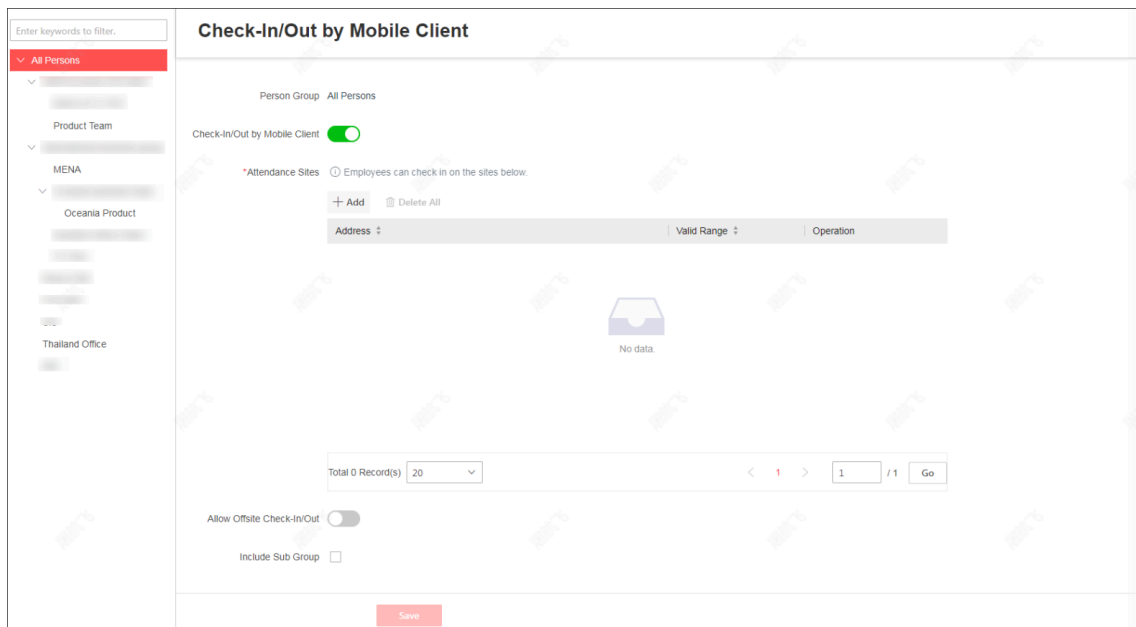 Enter keywords to filter.
All Persons
Product Team
MENA
Oceania Product
Thailand Office
Check-In/Out by Mobile Client
Person Group All Persons
Check-In/Out by Mobile Client
*Attendance Sites Employees can check in on the sites below.
+ Add Delete All
Address Valid Range Operation
No data.
Total 0 Record(s) 20 < 1 > 1 / 1 Go
Allow Offsite Check-In/Out
Include Sub Group
Save